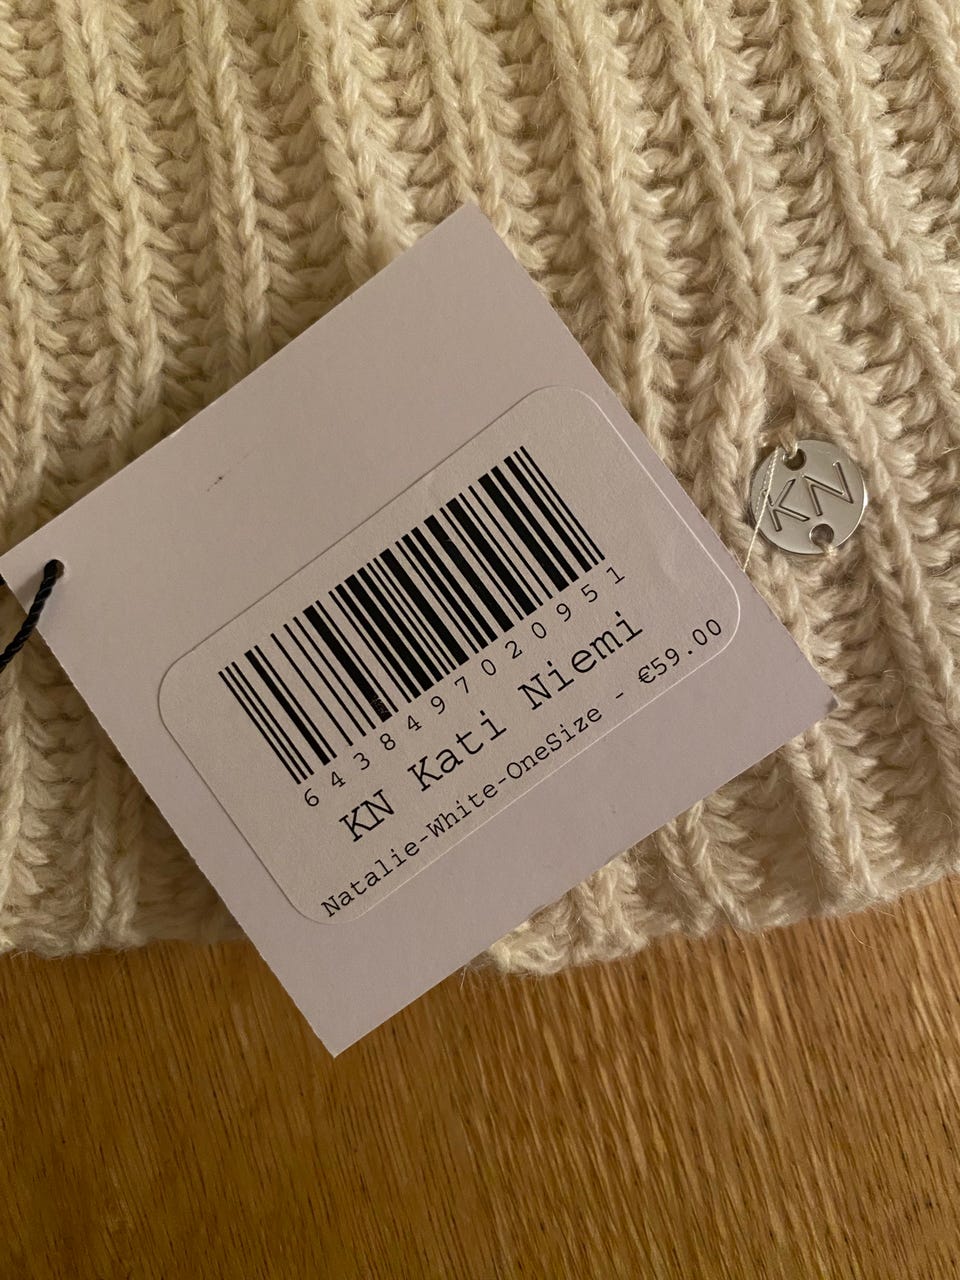 6438497020951
KN Kati Niemi
Natalie-White-OneSize - €59.00
KN